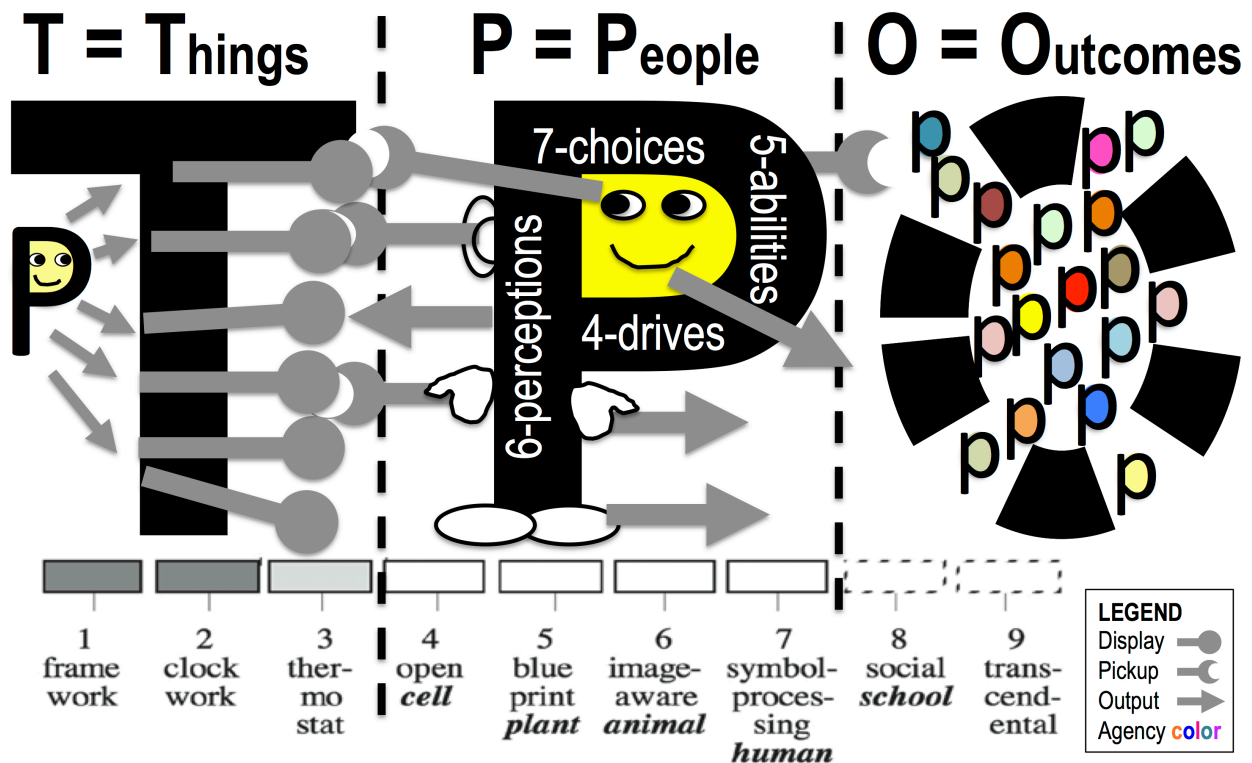 T = Things
P = People
O = Outcomes
7-choices
5-abilities
6-perceptions
4-drives
1
frame
work
2
clock
work
3
ther-
mo
stat
4
open
cell
5
blue
print
plant
6
image-
aware
animal
7
symbol-
proces-
sing
human
8
social
school
9
trans-
cend-
ental
LEGEND
Display
Pickup
Output
Agency color